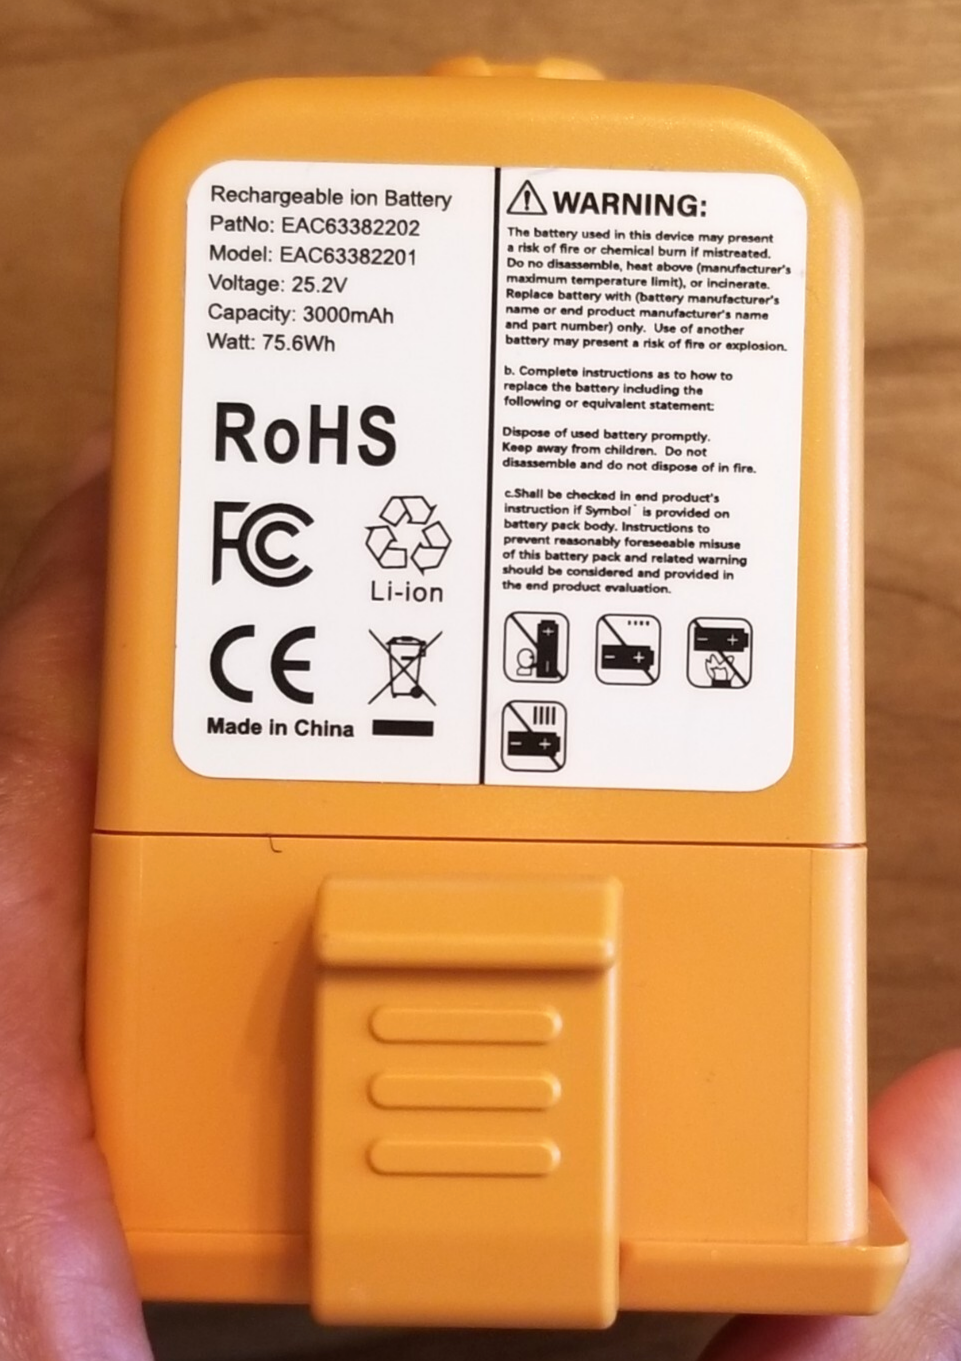 Rechargeable ion Battery
PatNo: EAC63382202
Model: EAC63382201
Voltage: 25.2V
Capacity: 3000mAh
Watt: 75.6Wh
RoHS
FC
Li-ion
CE
Made in China
WARNING:
The battery used in this device may present
a risk of fire or chemical burn if mistreated.
Do no disassemble, heat above (manufacturer's
maximum temperature limit), or incinerate.
Replace battery with (battery manufacturer's
name or end product manufacturer's name
and part number) only. Use of another
battery may present a risk of fire or explosion.
b. Complete instructions as to how to
replace the battery including the
following or equivalent statement:
Dispose of used battery promptly.
Keep away from children. Do not
disassemble and do not dispose of in fire.
c.Shall be checked in end product's
instruction if Symbol is provided on
battery pack body. Instructions to
prevent reasonably foreseeable misuse
of this battery pack and related warning
should be considered and provided in
the end product evaluation.